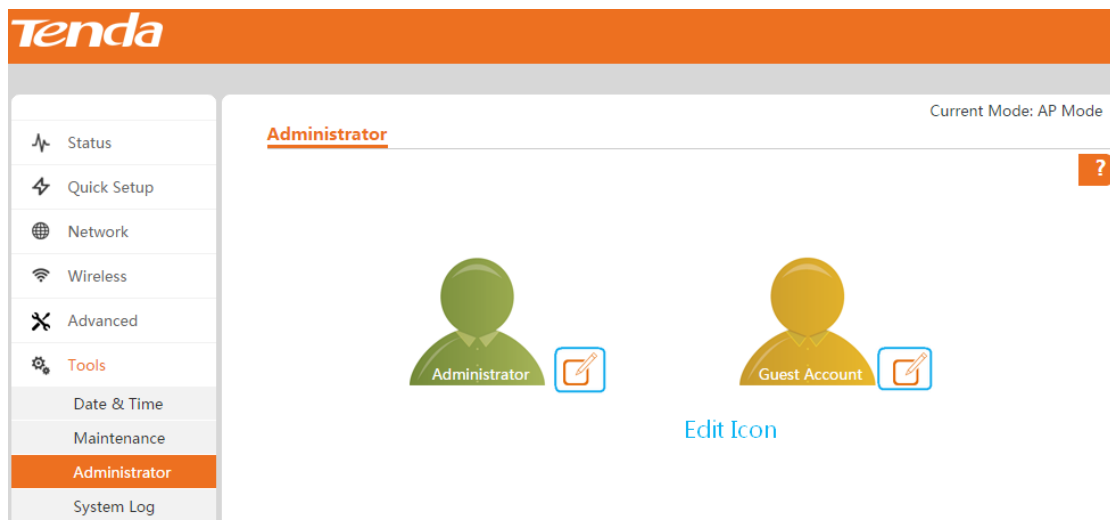 Tenda
Current Mode: AP Mode
Administrator
?
Status
Quick Setup
Network
Wireless
Advanced
Tools
Date & Time
Maintenance
Administrator
System Log
Administrator
Guest Account
Edit Icon